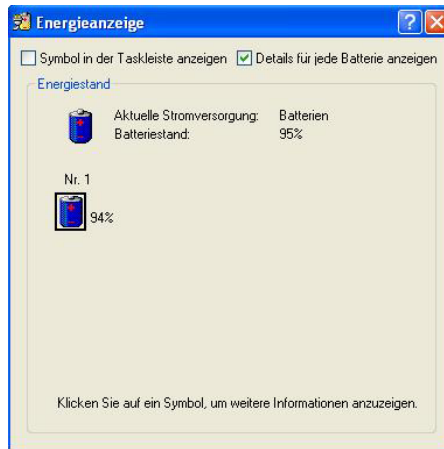 Energieanzeige
Symbol in der Taskleiste anzeigen Details für jede Batterie anzeigen
Energiestand
Aktuelle Stromversorgung: Batterien
Batteriestand: 95%
Nr. 1
94%
Klicken Sie auf ein Symbol, um weitere Informationen anzuzeigen.